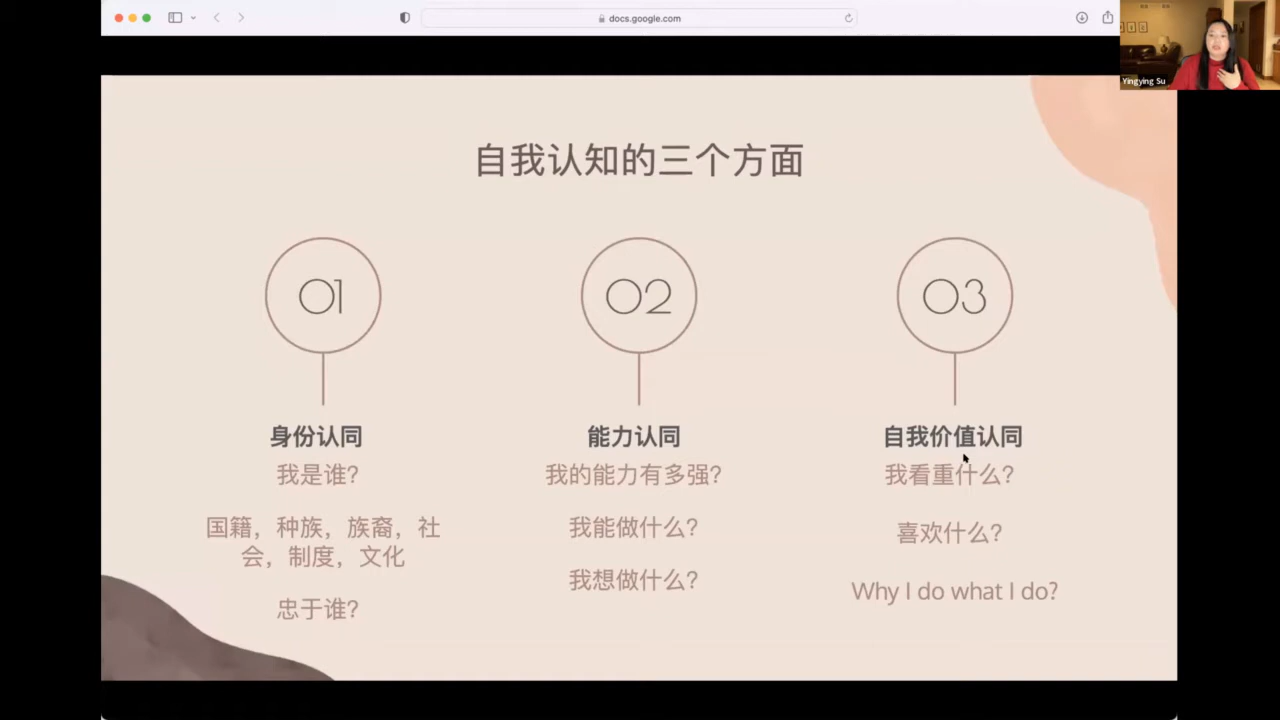 docs.google.com
Yingying Su
自我认知的三个方面
01
身份认同
我是谁?
国籍，种族，族裔，社
会，制度，文化
忠于谁?
02
能力认同
我的能力有多强?
我能做什么?
我想做什么?
03
自我价值认同
我看重什么?
喜欢什么?
Why I do what I do?